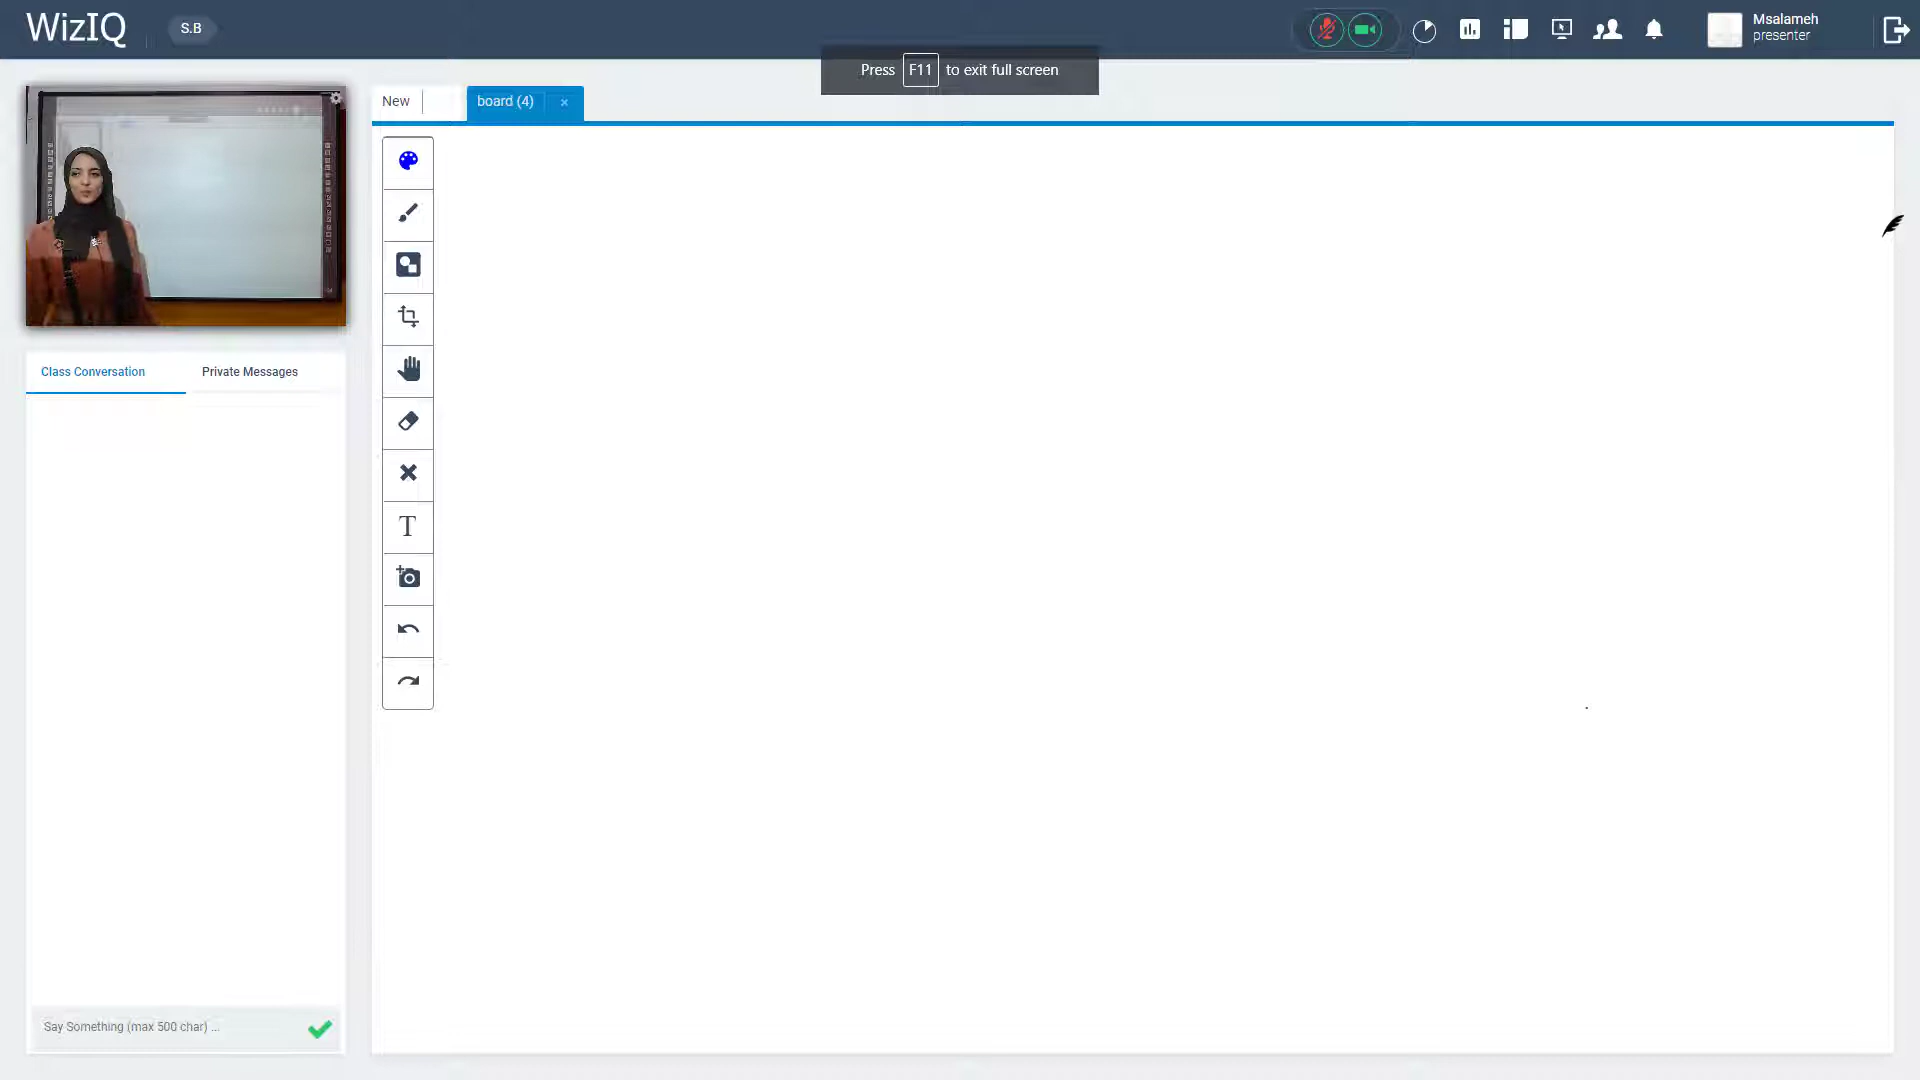 WizIQ
S.B
Msalameh
presenter
Press F11 to exit full screen
New
board (4)
Class Conversation
Private Messages
T
Say Something (max 500 char) ...